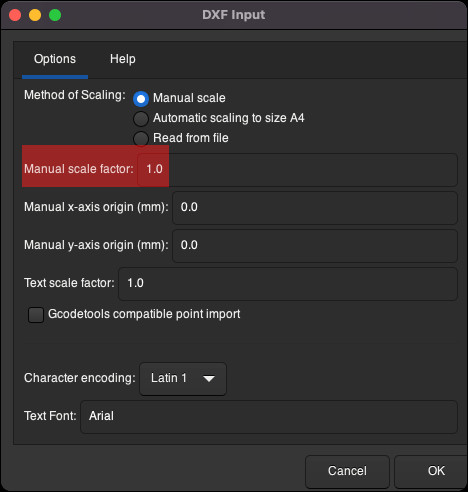 DXF Input
Options Help
Method of Scaling: Manual scale
Automatic scaling to size A4
Read from file
Manual scale factor: 1.0
Manual x-axis origin (mm): 0.0
Manual y-axis origin (mm): 0.0
Text scale factor: 1.0
Gcodetools compatible point import
Character encoding: Latin 1
Text Font: Arial
Cancel OK